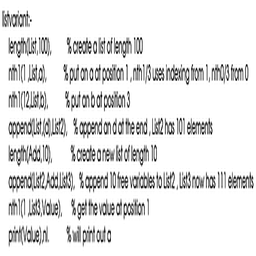 listvariant:-
length(List,100), % create a list of length 100
nth1(1,List,a), % put an a at position 1 , nth1/3 uses indexing from 1, nth0/3 from 0
nth1(12,List,b), % put an b at position 3
append(List,[d],List2), % append an d at the end , List2 has 101 elements
length(Add,10), % create a new list of length 10
append(List2,Add,List3), % append 10 free variables to List2 , List3 now has 111 elements
nth1(1,List3,Value), % get the value at position 1
print(Value),nl. % will print out a